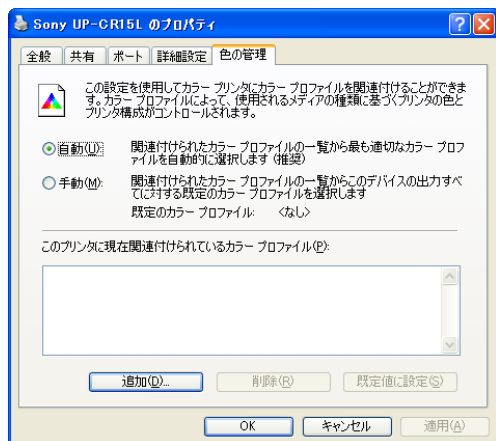 Sony UP-CR15L のプロパティ
全般 共有 ポート 詳細設定 色の管理
この設定を使用してカラー プリンタにカラー プロファイルを関連付けることができま
す。カラー プロファイルによって、使用されるメディアの種類に基づくプリンタの色と
プリンタ構成がコントロールされます。
自動(U): 関連付けられたカラー プロファイルの一覧から最も適切なカラー プロフ
ァイルを自動的に選択します (推奨)
手動(M): 関連付けられたカラー プロファイルの一覧からこのデバイスの出力すべ
てに対する既定のカラー プロファイルを選択します
既定のカラー プロファイル: <なし>
このプリンタに現在関連付けられているカラー プロファイル(P):
追加(D)... 削除(R) 既定値に設定(S)
OK キャンセル 適用(A)